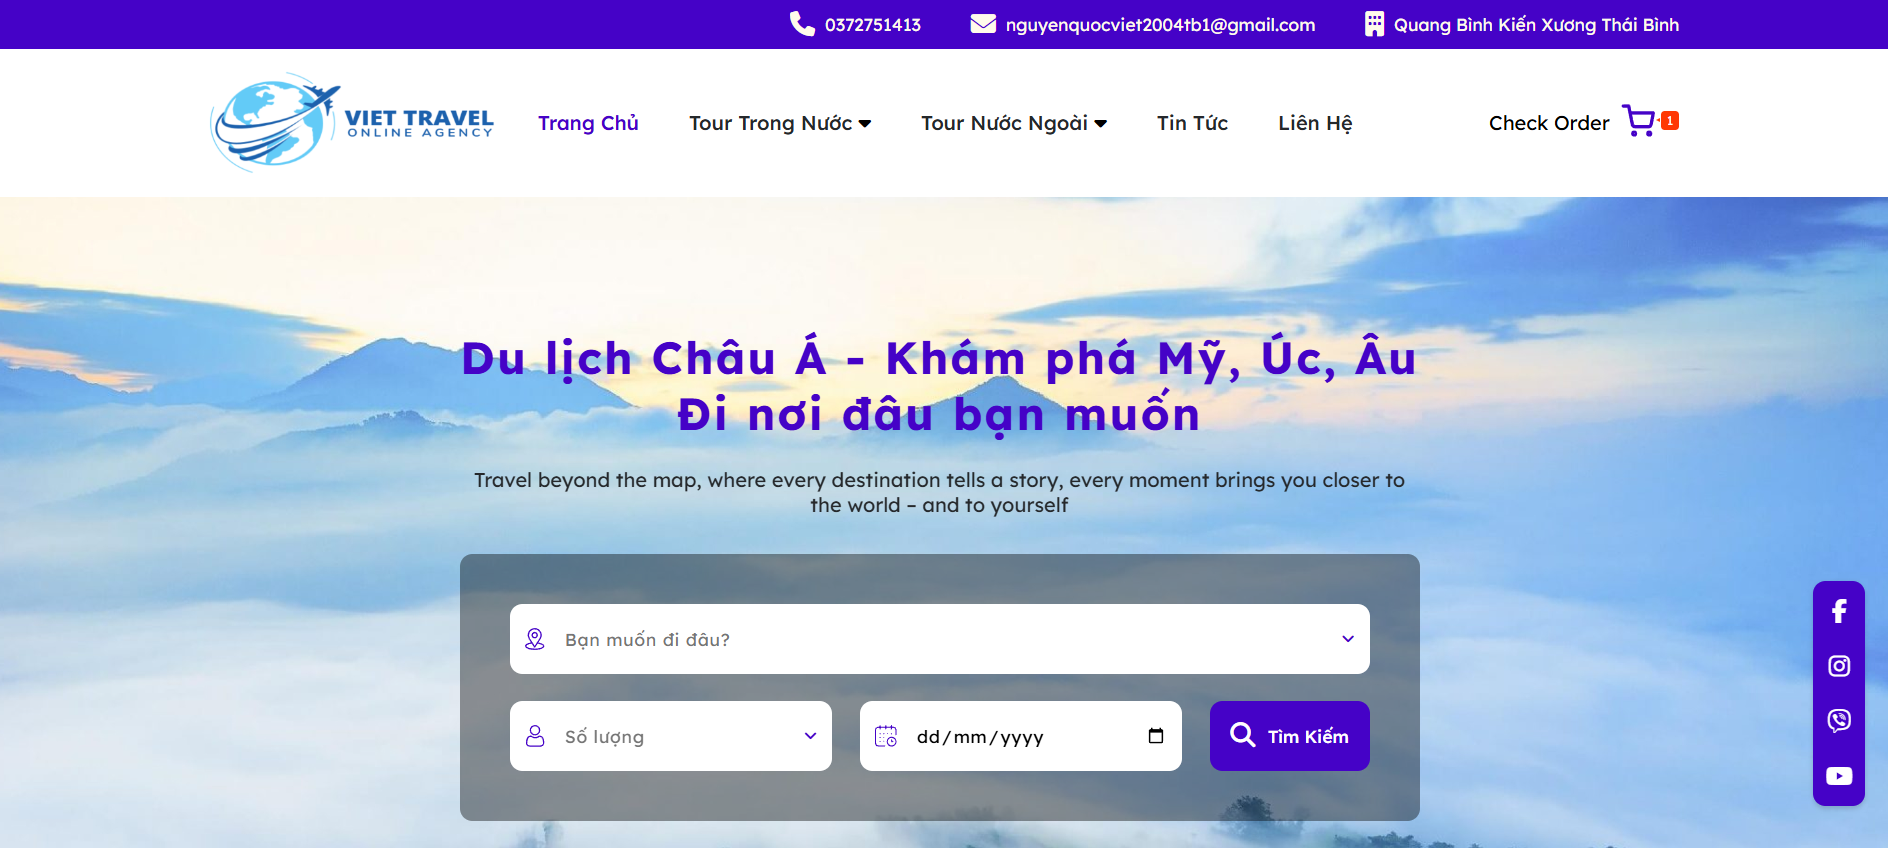 0372751413 nguyenquocviet2004tb1@gmail.com Quang Bình Kiến Xương Thái Bình
VIET TRAVEL
ONLINE AGENCY
Trang Chủ Tour Trong Nước Tour Nước Ngoài Tin Tức Liên Hệ Check Order 1
Du lịch Châu Á - Khám phá Mỹ, Úc, Âu
Đi nơi đâu bạn muốn
Travel beyond the map, where every destination tells a story, every moment brings you closer to
the world – and to yourself
Bạn muốn đi đâu?
Số lượng dd/mm/yyyy Tìm Kiếm